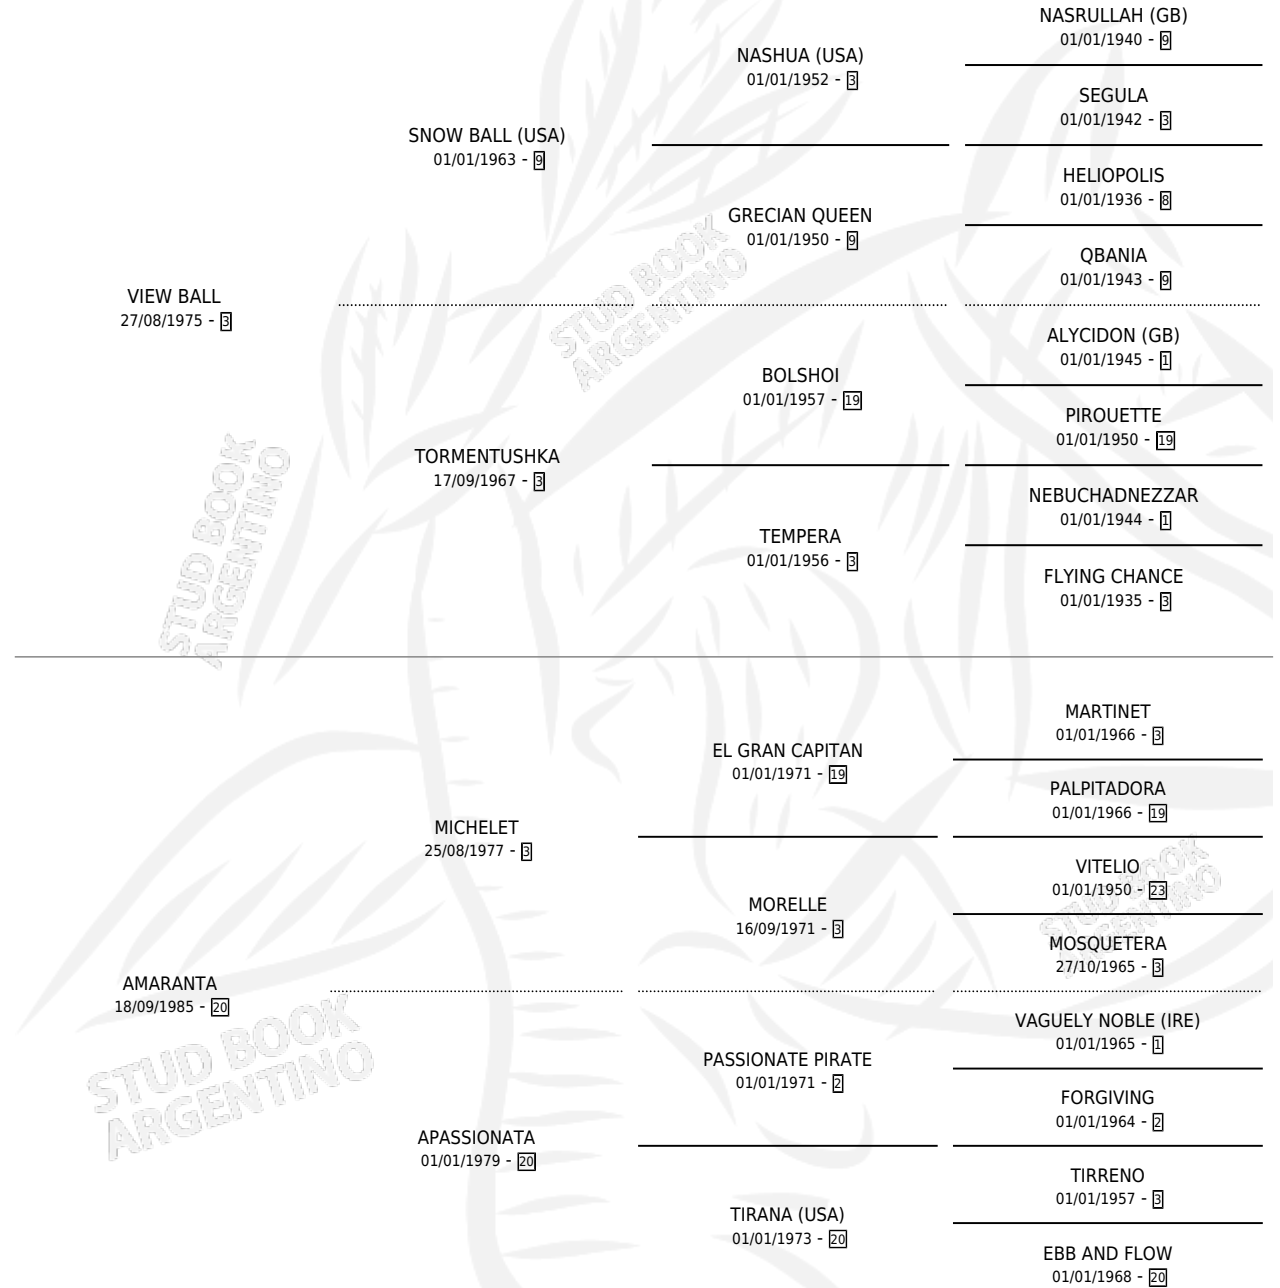 NASRULLAH (GB)
01/01/1940 - 9
NASHUA (USA)
01/01/1952 - 3
SEGULA
01/01/1942 - 3
SNOW BALL (USA)
01/01/1963 - 9
HELIOPOLIS
01/01/1936 - 8
GRECIAN QUEEN
01/01/1950 - 9
QBANIA
01/01/1943 - 9
VIEW BALL
27/08/1975 - 3
ALYCIDON (GB)
01/01/1945 - 1
BOLSHOI
01/01/1957 - 19
PIROUETTE
01/01/1950 - 19
TORMENTUSHKA
17/09/1967 - 3
NEBUCHADNEZZAR
01/01/1944 - 1
TEMPERA
01/01/1956 - 3
FLYING CHANCE
01/01/1935 - 3
MARTINET
01/01/1966 - 3
EL GRAN CAPITAN
01/01/1971 - 19
PALPITADORA
01/01/1966 - 19
MICHELET
25/08/1977 - 3
VITELIO
01/01/1950 - 23
MORELLE
16/09/1971 - 3
MOSQUETERA
27/10/1965 - 3
AMARANTA
18/09/1985 - 20
VAGUELY NOBLE (IRE)
01/01/1965 - 1
PASSIONATE PIRATE
01/01/1971 - 2
FORGIVING
01/01/1964 - 2
APASSIONATA
01/01/1979 - 20
TIRRENO
01/01/1957 - 3
TIRANA (USA)
01/01/1973 - 20
EBB AND FLOW
01/01/1968 - 20
STUD BOOK
ARGENTINO
STUD BOOK
ARGENTINO
STUD BOOK
ARGENTINO
STUD BOOK
ARGENTINO